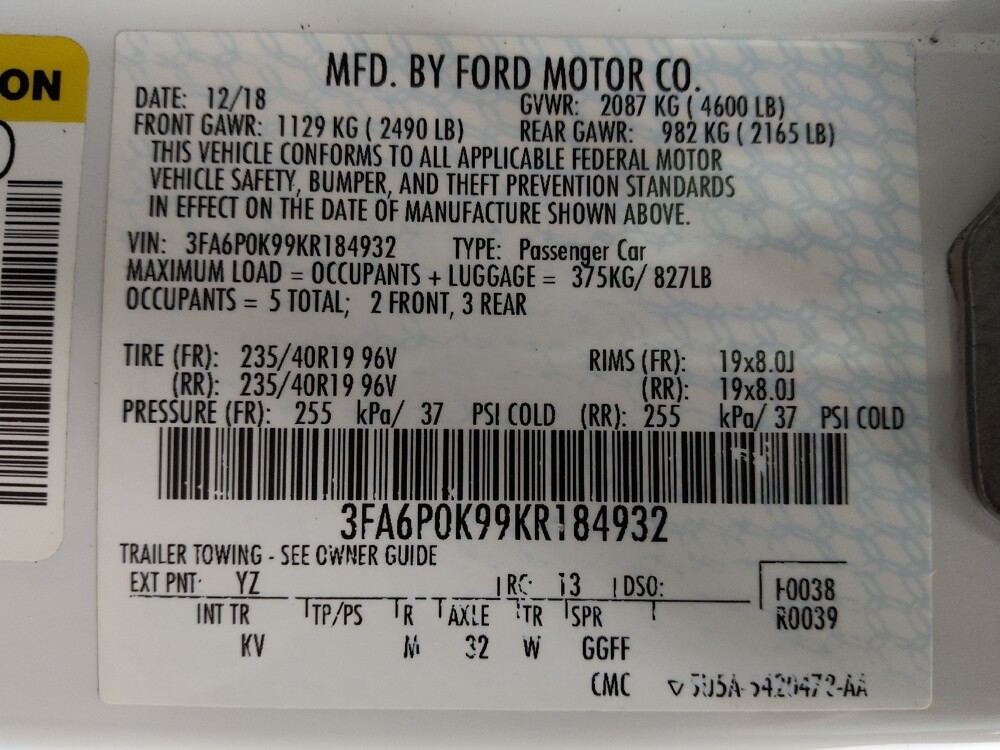 ON
MFD. BY FORD MOTOR CO.
DATE: 12/18 GVWR: 2087 KG ( 4600 LB)
FRONT GAWR: 1129 KG ( 2490 LB) REAR GAWR: 982 KG ( 2165 LB)
THIS VEHICLE CONFORMS TO ALL APPLICABLE FEDERAL MOTOR
VEHICLE SAFETY, BUMPER, AND THEFT PREVENTION STANDARDS
IN EFFECT ON THE DATE OF MANUFACTURE SHOWN ABOVE.
VIN: 3FA6P0K99KR184932 TYPE: Passenger Car
MAXIMUM LOAD = OCCUPANTS + LUGGAGE = 375KG/ 827LB
OCCUPANTS = 5 TOTAL; 2 FRONT, 3 REAR
TIRE (FR): 235/40R19 96V RIMS (FR): 19x8.0J
(RR): 235/40R19 96V (RR): 19x8.0J
PRESSURE (FR): 255 kPa/ 37 PSI COLD (RR): 255 kPa/ 37 PSI COLD
3FA6P0K99KR184932
TRAILER TOWING - SEE OWNER GUIDE
EXT PNT: YZ RC: 13 DSO: F0038
INT TR TP/PS R AXLE TR SPR R0039
KV M 32 W GGFF
CMC